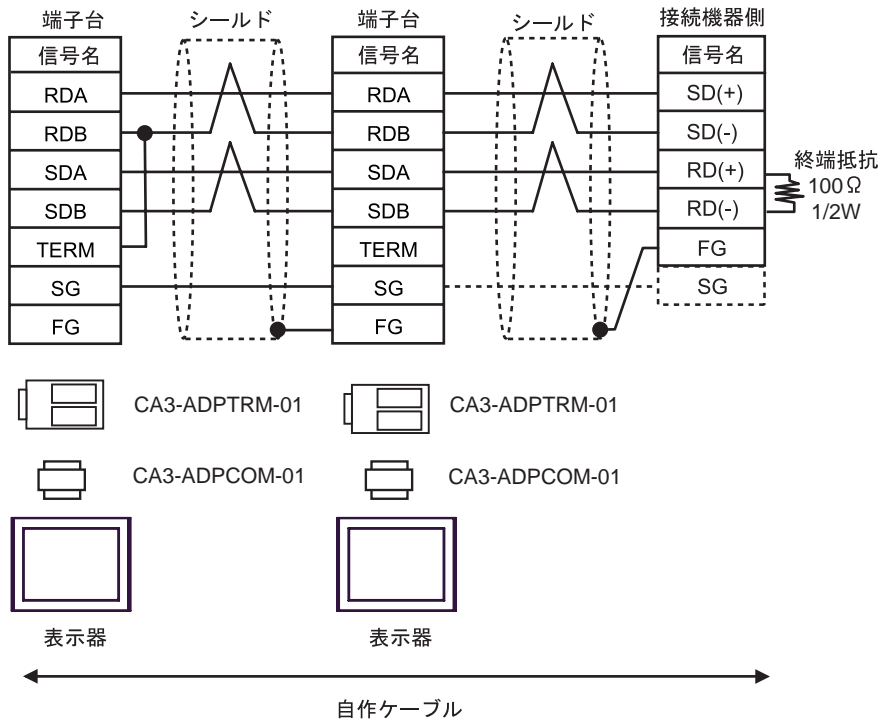 端子台 シールド 端子台 シールド 接続機器側
信号名 信号名 信号名
RDA RDA SD(+)
RDB RDB SD(-)
SDA SDA RD(+)
SDB SDB RD(-)
終端抵抗
100Ω
1/2W
TERM TERM FG
SG SG SG
FG FG
CA3-ADPTRM-01 CA3-ADPTRM-01
CA3-ADPCOM-01 CA3-ADPCOM-01
表示器 表示器
自作ケーブル